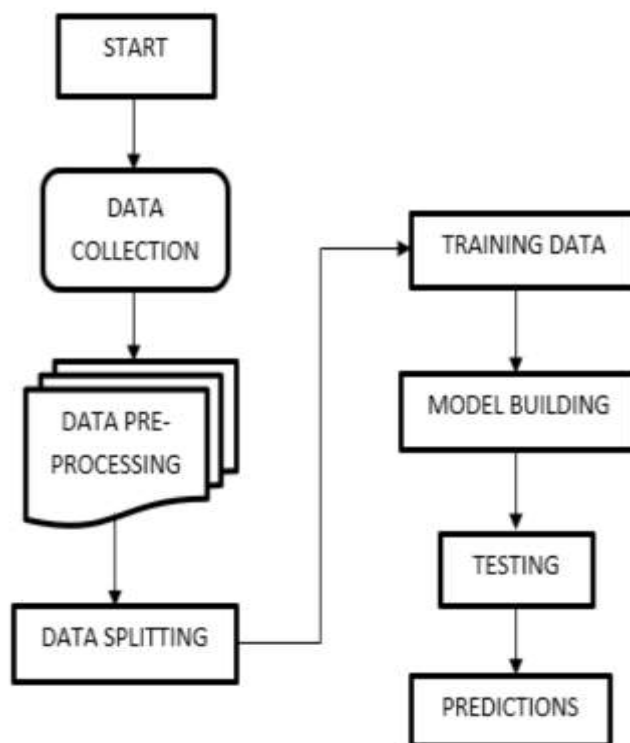 START
DATA
COLLECTION
DATA PRE-
PROCESSING
DATA SPLITTING
TRAINING DATA
MODEL BUILDING
TESTING
PREDICTIONS